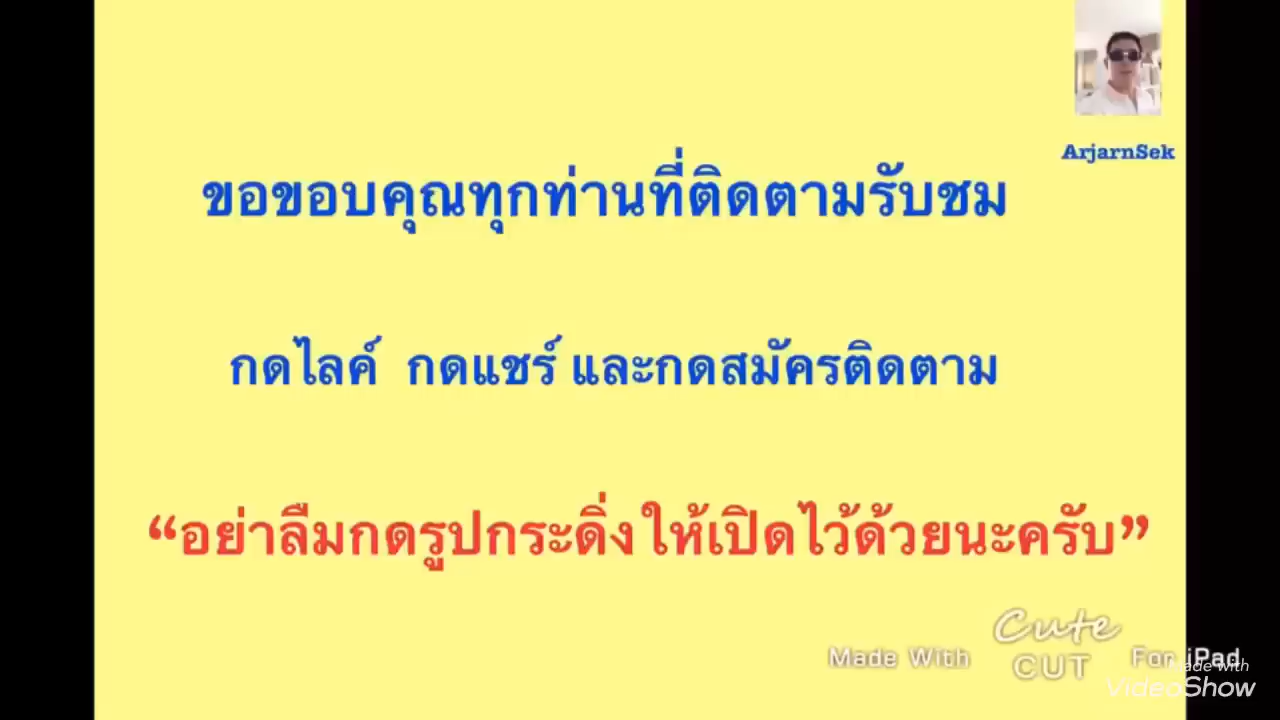 ArjarnSek
ขอขอบคุณทุกท่านที่ติดตามรับชม
กดไลค์ กดแชร์ และกดสมัครติดตาม
“อย่าลืมกดรูปกระดิ่งให้เปิดไว้ด้วยนะครับ”
Made With Cute CUT For iPad
Made with
VideoShow